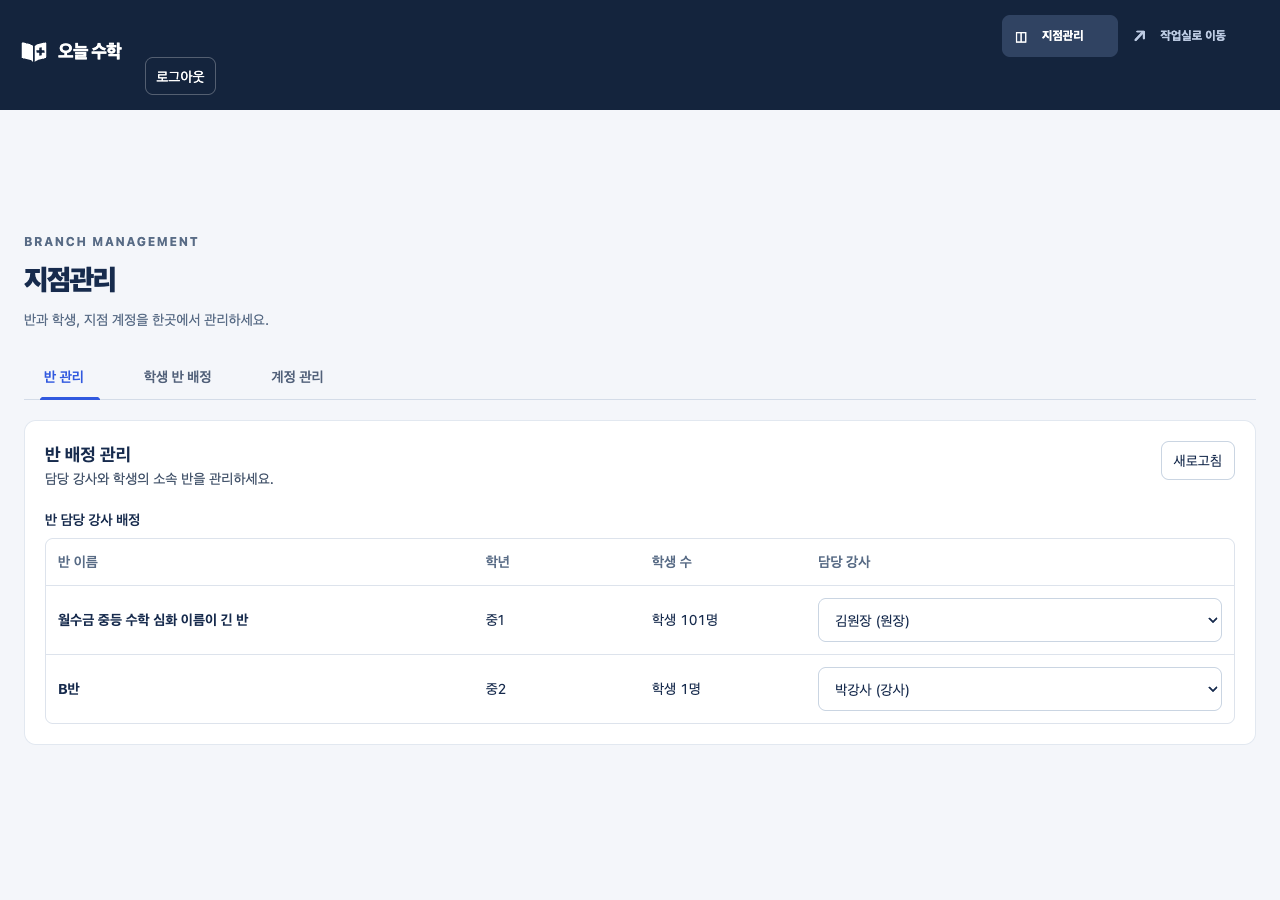 오늘 수학
로그아웃
지점관리
작업실로 이동
BRANCH MANAGEMENT
지점관리
반과 학생, 지점 계정을 한곳에서 관리하세요.
반 관리 학생 반 배정 계정 관리
반 배정 관리
담당 강사와 학생의 소속 반을 관리하세요.
새로고침
반 담당 강사 배정
반 이름 학년 학생 수 담당 강사
월수금 중등 수학 심화 이름이 긴 반 중1 학생 101명 김원장 (원장)
B반 중2 학생 1명 박강사 (강사)